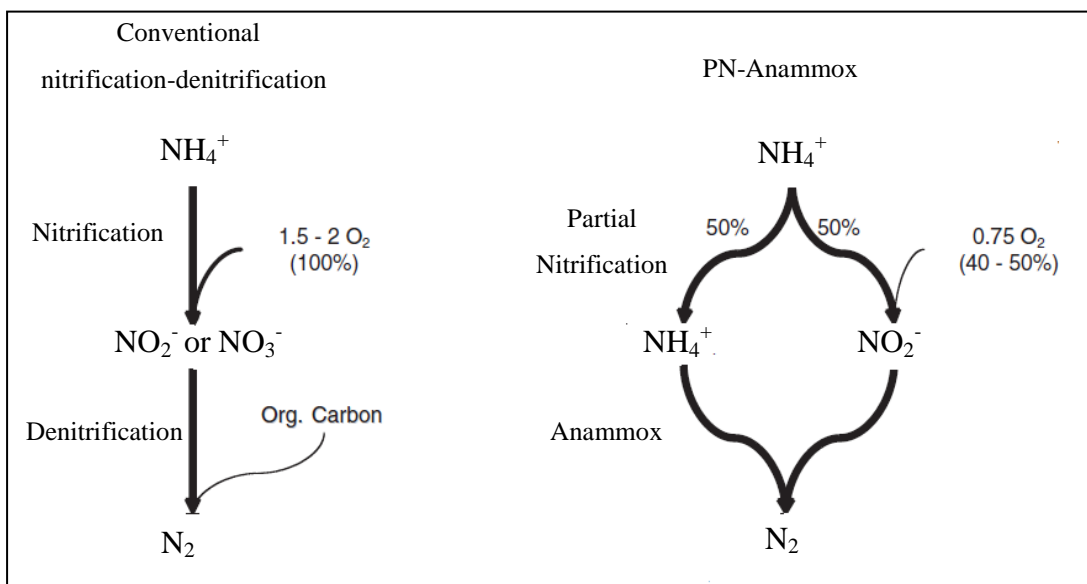 Conventional
nitrification-denitrification
NH₄⁺
Nitrification
1.5 - 2 O₂
(100%)
NO₂⁻ or NO₃⁻
Denitrification
Org. Carbon
N₂
PN-Anammox
NH₄⁺
Partial
Nitrification
50%
50%
0.75 O₂
(40 - 50%)
NH₄⁺
NO₂⁻
Anammox
N₂